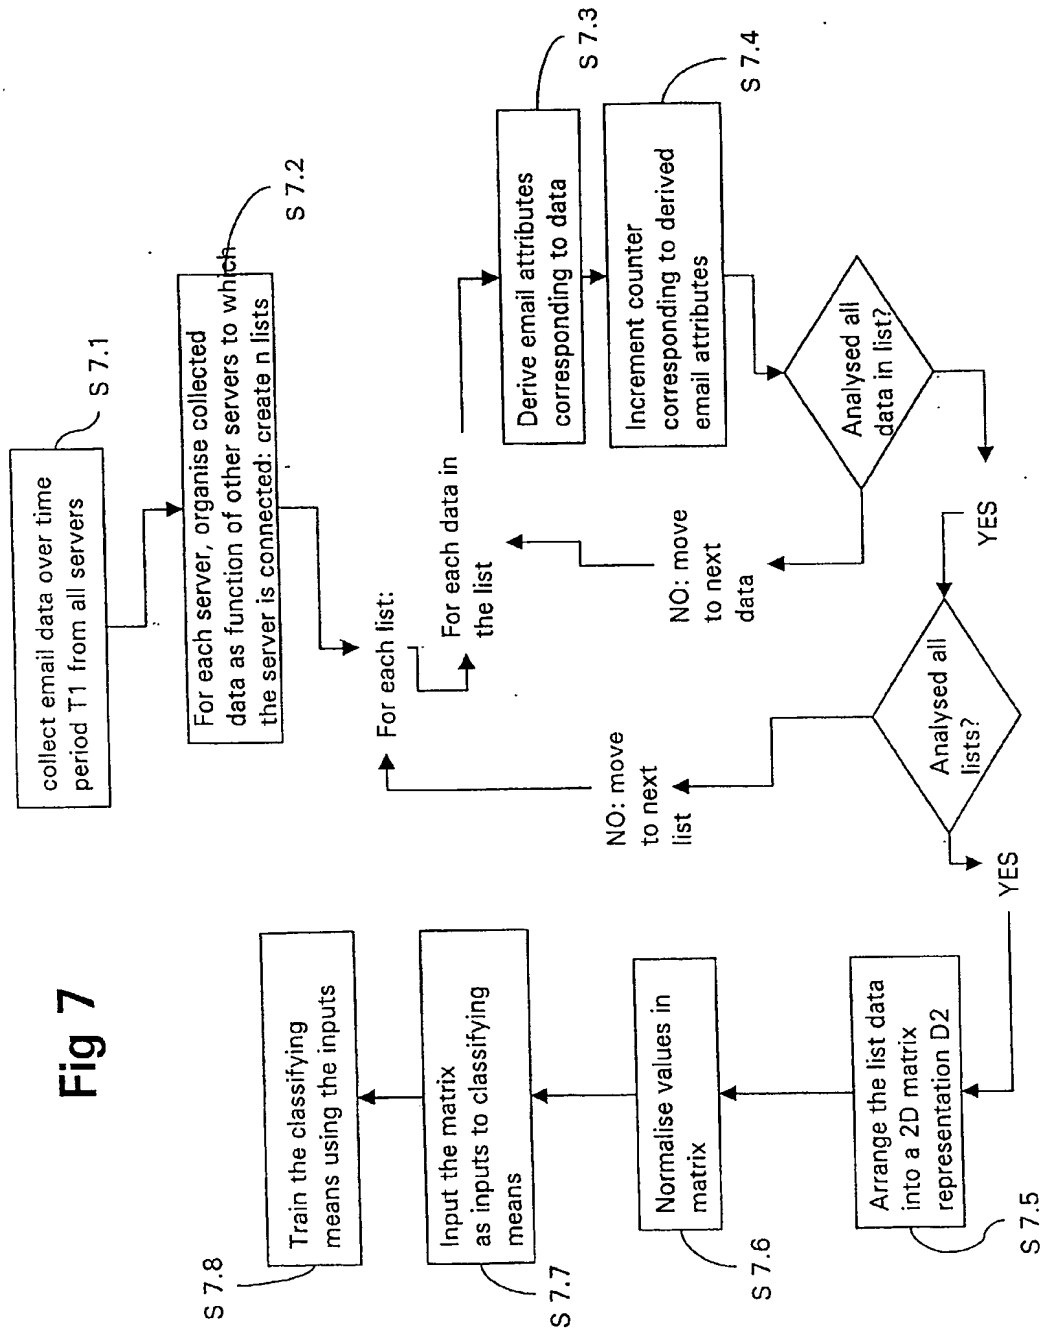 Fig 7
collect email data over time
period T1 from all servers
S 7.1
For each server, organise collected
data as function of other servers to which
the server is connected: create n lists
S 7.2
For each list:
For each data in
the list
Derive email attributes
corresponding to data
S 7.3
Increment counter
corresponding to derived
email attributes
S 7.4
Analysed all
data in list?
NO: move
to next
data
YES
Analysed all
lists?
NO: move
to next
list
YES
Arrange the list data
into a 2D matrix
representation D2
S 7.5
Normalise values in
matrix
S 7.6
Input the matrix
as inputs to classifying
means
S 7.7
Train the classifying
means using the inputs
S 7.8